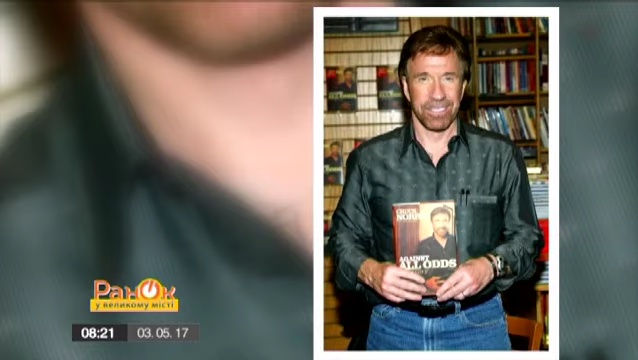 CHUCK
NORRIS
AGAINST
ALL ODDS
Ранок
у великому місті
08:21 03.05.17